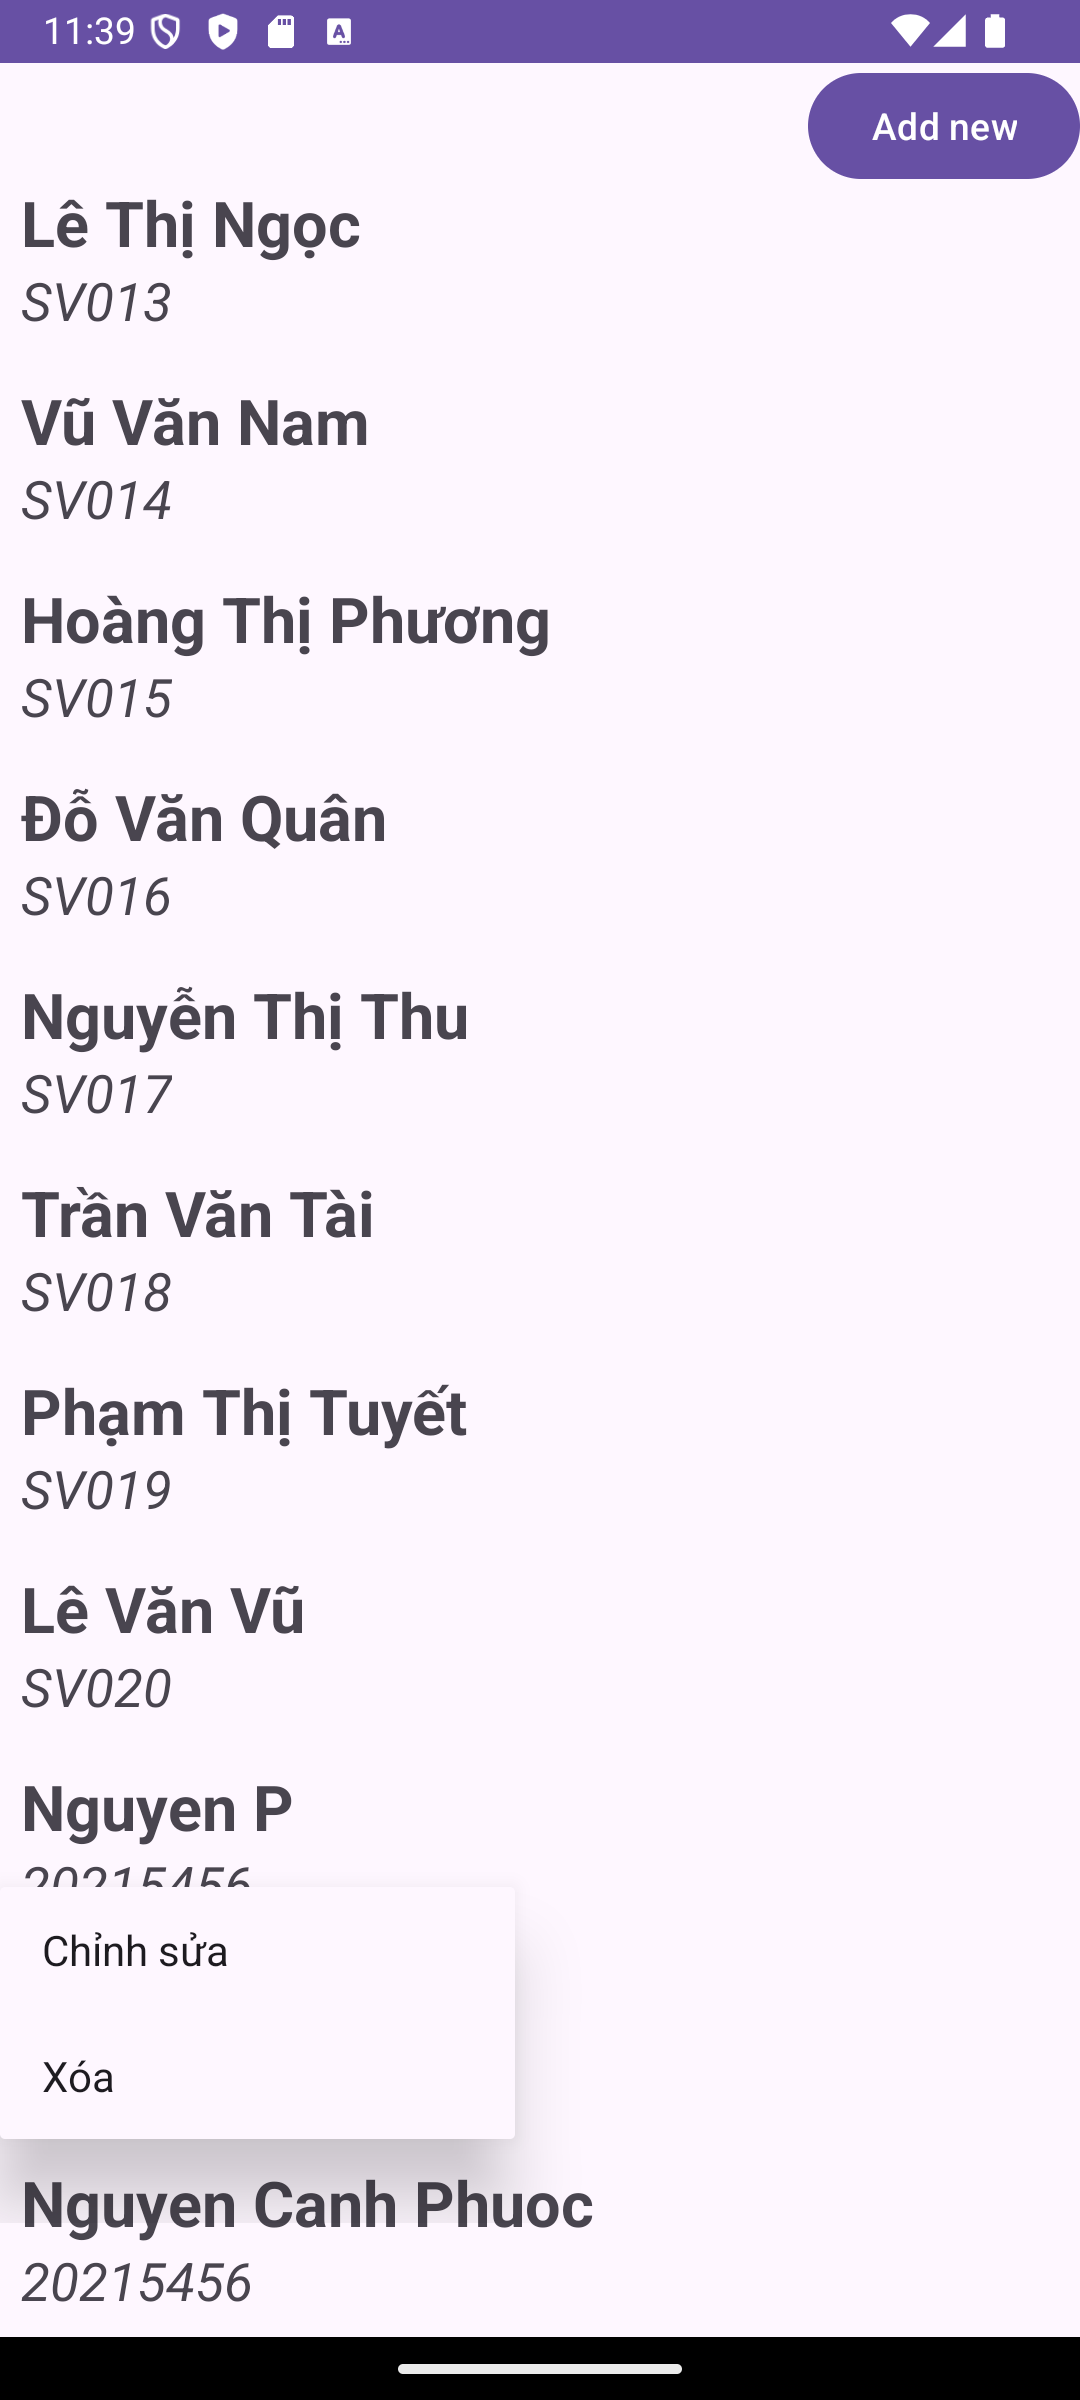 11:39
Add new
Lê Thị Ngọc
SV013
Vũ Văn Nam
SV014
Hoàng Thị Phương
SV015
Đỗ Văn Quân
SV016
Nguyễn Thị Thu
SV017
Trần Văn Tài
SV018
Phạm Thị Tuyết
SV019
Lê Văn Vũ
SV020
Nguyen P
20215456
Chỉnh sửa
Xóa
Nguyen Canh Phuoc
20215456